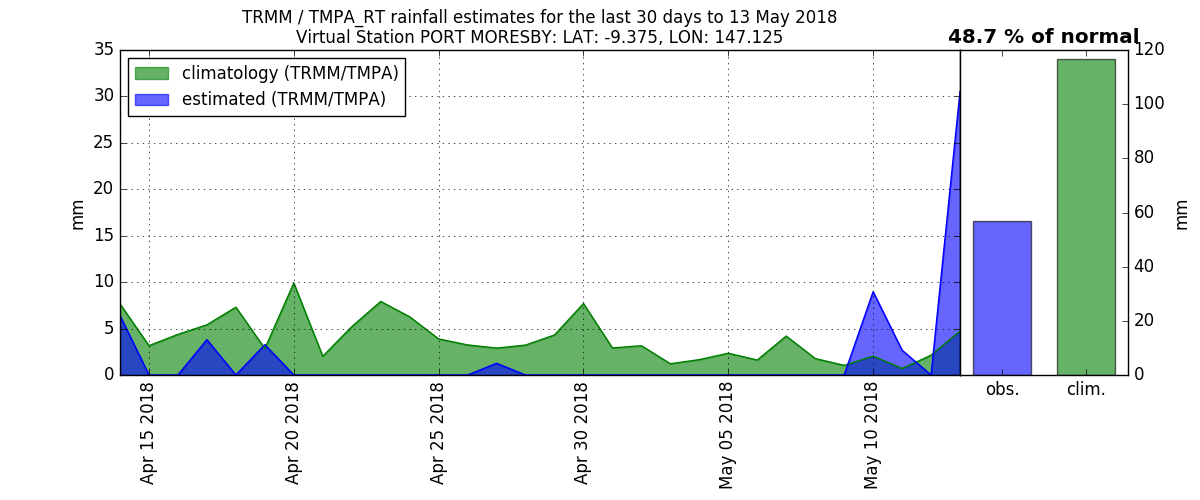 TRMM / TMPA_RT rainfall estimates for the last 30 days to 13 May 2018
Virtual Station PORT MORESBY: LAT: -9.375, LON: 147.125
48.7 % of normal
climatology (TRMM/TMPA)
estimated (TRMM/TMPA)
35
30
25
20
15
10
5
0
mm
Apr 15 2018
Apr 20 2018
Apr 25 2018
Apr 30 2018
May 05 2018
May 10 2018
obs.
clim.
120
100
80
60
40
20
0
mm